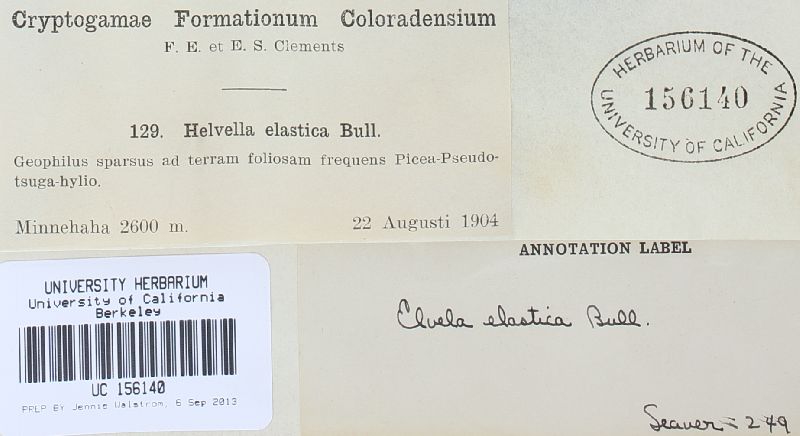 Cryptogamae Formationum Coloradensium
F. E. et E. S. Clements
129. Helvella elastica Bull.
Geophilus sparsus ad terram foliosam frequens Picea-Pseudo-
tsuga-hylio.
Minnehaha 2600 m. 22 Augusti 1904
HERBARIUM OF THE
156140
UNIVERSITY OF CALIFORNIA
UNIVERSITY HERBARIUM
University of California
Berkeley
UC 156140
PREP BY Jennie Walstrom, 6 Sep 2013
ANNOTATION LABEL
Elvela elastica Bull.
Seaver - 249